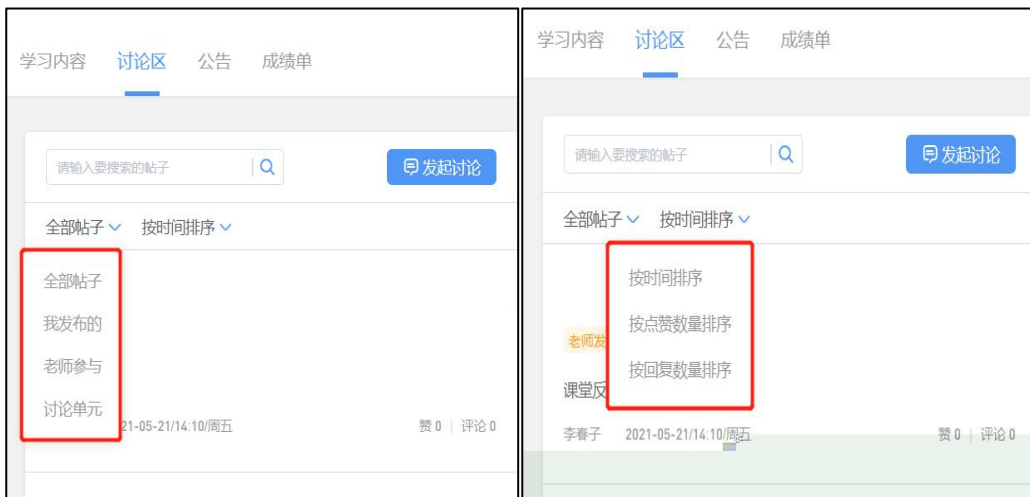 学习内容 讨论区 公告 成绩单
请输入要搜索的帖子
发起讨论
全部帖子 按时间排序
全部帖子
我发布的
老师参与
讨论单元
21-05-21/14:10/周五 赞 0 | 评论 0
学习内容 讨论区 公告 成绩单
请输入要搜索的帖子
发起讨论
全部帖子 按时间排序
按时间排序
按点赞数量排序
老师发
按回复数量排序
课堂反
李春子 2021-05-21/14:10/周五 赞 0 | 评论 0